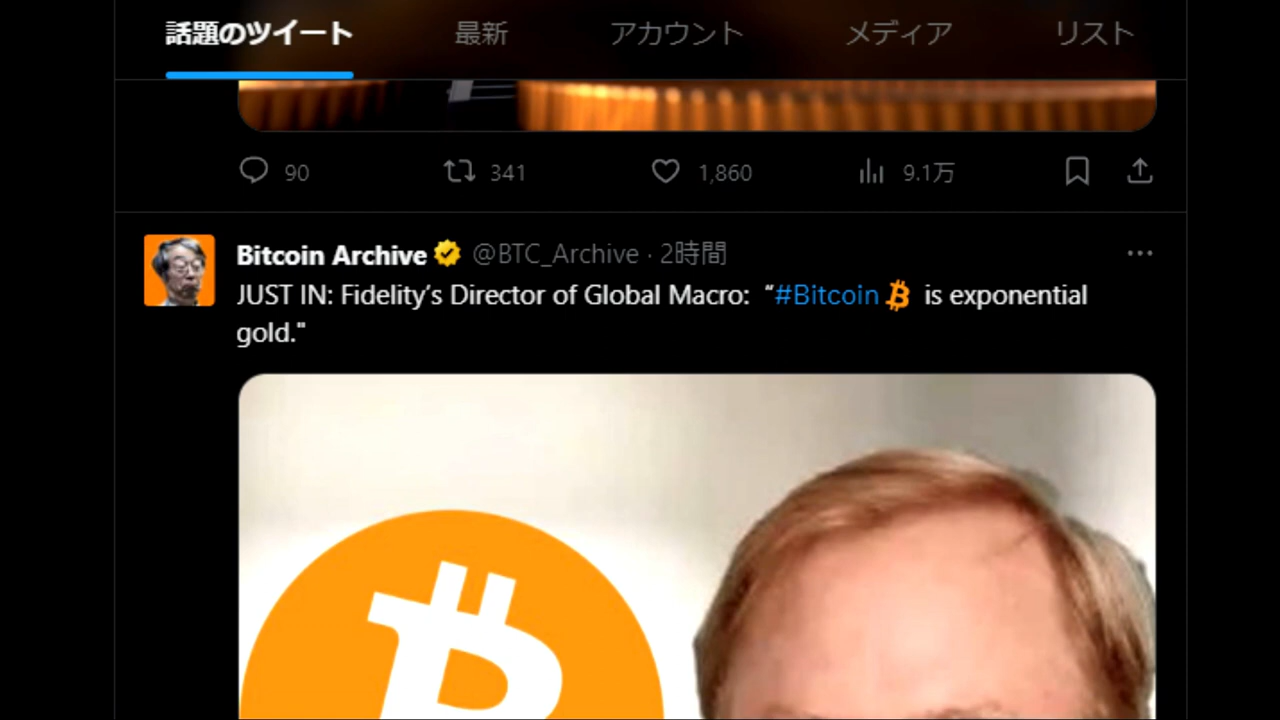 話題のツイート 最新 アカウント メディア リスト
90 341 1,860 9.1万
Bitcoin Archive @BTC_Archive · 2時間
JUST IN: Fidelity’s Director of Global Macro: “#Bitcoin is exponential
gold."